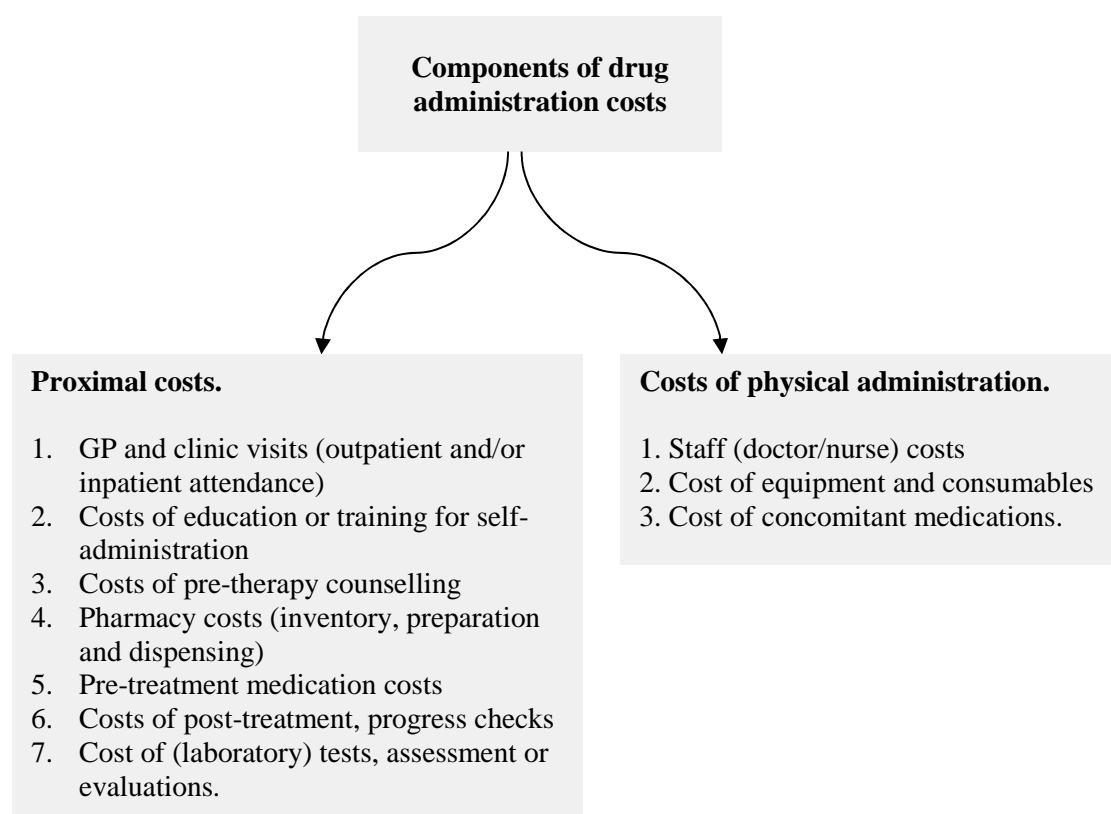 Components of drug
administration costs
Proximal costs.
1. GP and clinic visits (outpatient and/or
inpatient attendance)
2. Costs of education or training for self-
administration
3. Costs of pre-therapy counselling
4. Pharmacy costs (inventory, preparation
and dispensing)
5. Pre-treatment medication costs
6. Costs of post-treatment, progress checks
7. Cost of (laboratory) tests, assessment or
evaluations.
Costs of physical administration.
1. Staff (doctor/nurse) costs
2. Cost of equipment and consumables
3. Cost of concomitant medications.